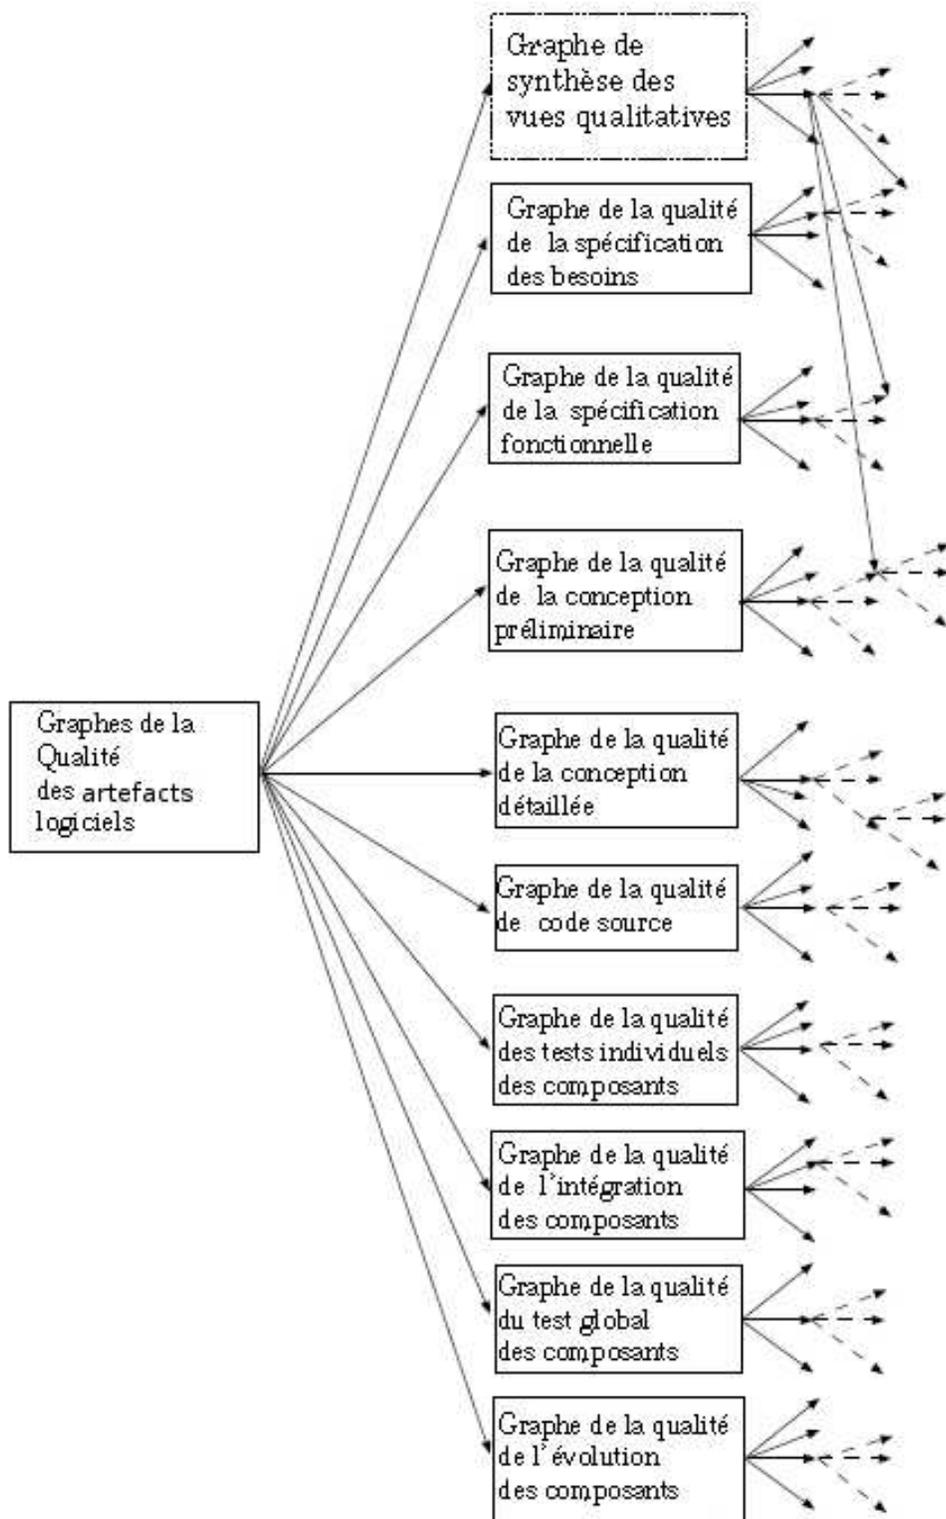 Graphe de
synthèse des
vues qualitatives
Graphe de la qualité
de la spécification
des besoins
Graphe de la qualité
de la spécification
fonctionnelle
Graphe de la qualité
de la conception
préliminaire
Graphes de la
Qualité
des artefacts
logiciels
Graphe de la qualité
de la conception
détaillée
Graphe de la qualité
de code source
Graphe de la qualité
des tests individuels
des composants
Graphe de la qualité
de l'intégration
des composants
Graphe de la qualité
du test global
des composants
Graphe de la qualité
de l'évolution
des composants